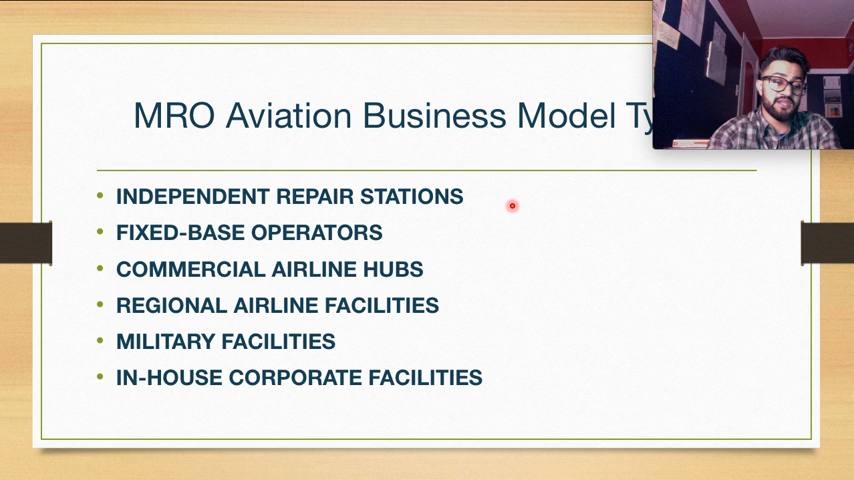 MRO Aviation Business Model
INDEPENDENT REPAIR STATIONS
FIXED-BASE OPERATORS
COMMERCIAL AIRLINE HUBS
REGIONAL AIRLINE FACILITIES
MILITARY FACILITIES
IN-HOUSE CORPORATE FACILITIES